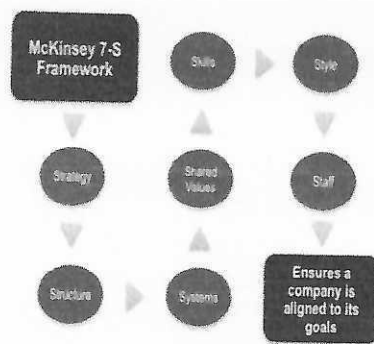 McKinsey 7-S
Framework
Strategy
Structure
Systems
Shared
Values
Skills
Style
Staff
Ensures a
company is
aligned to its
goals